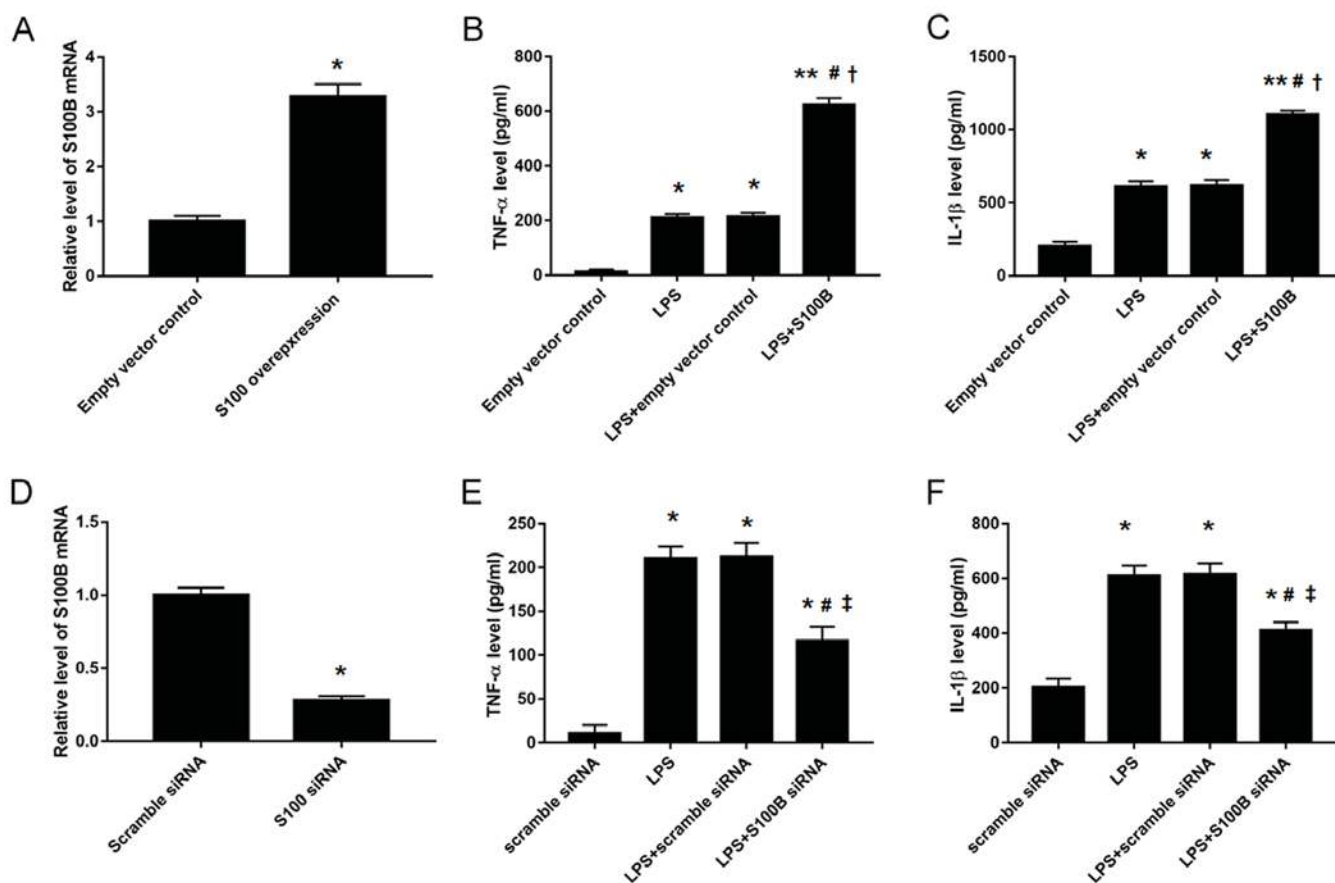 A
Relative level of S100B mRNA
4
3
2
1
0
*
Empty vector control
S100 overepxression
B
TNF-α level (pg/ml)
800
600
400
200
0
*
*
** # †
Empty vector control
LPS
LPS+empty vector control
LPS+S100B
C
IL-1β level (pg/ml)
1500
1000
500
0
*
*
** # †
Empty vector control
LPS
LPS+empty vector control
LPS+S100B
D
Relative level of S100B mRNA
1.5
1.0
0.5
0.0
*
Scramble siRNA
S100 siRNA
E
TNF-α level (pg/ml)
250
200
150
100
50
0
*
*
* # ‡
scramble siRNA
LPS
LPS+scramble siRNA
LPS+S100B siRNA
F
IL-1β level (pg/ml)
800
600
400
200
0
*
*
* # ‡
scramble siRNA
LPS
LPS+scramble siRNA
LPS+S100B siRNA